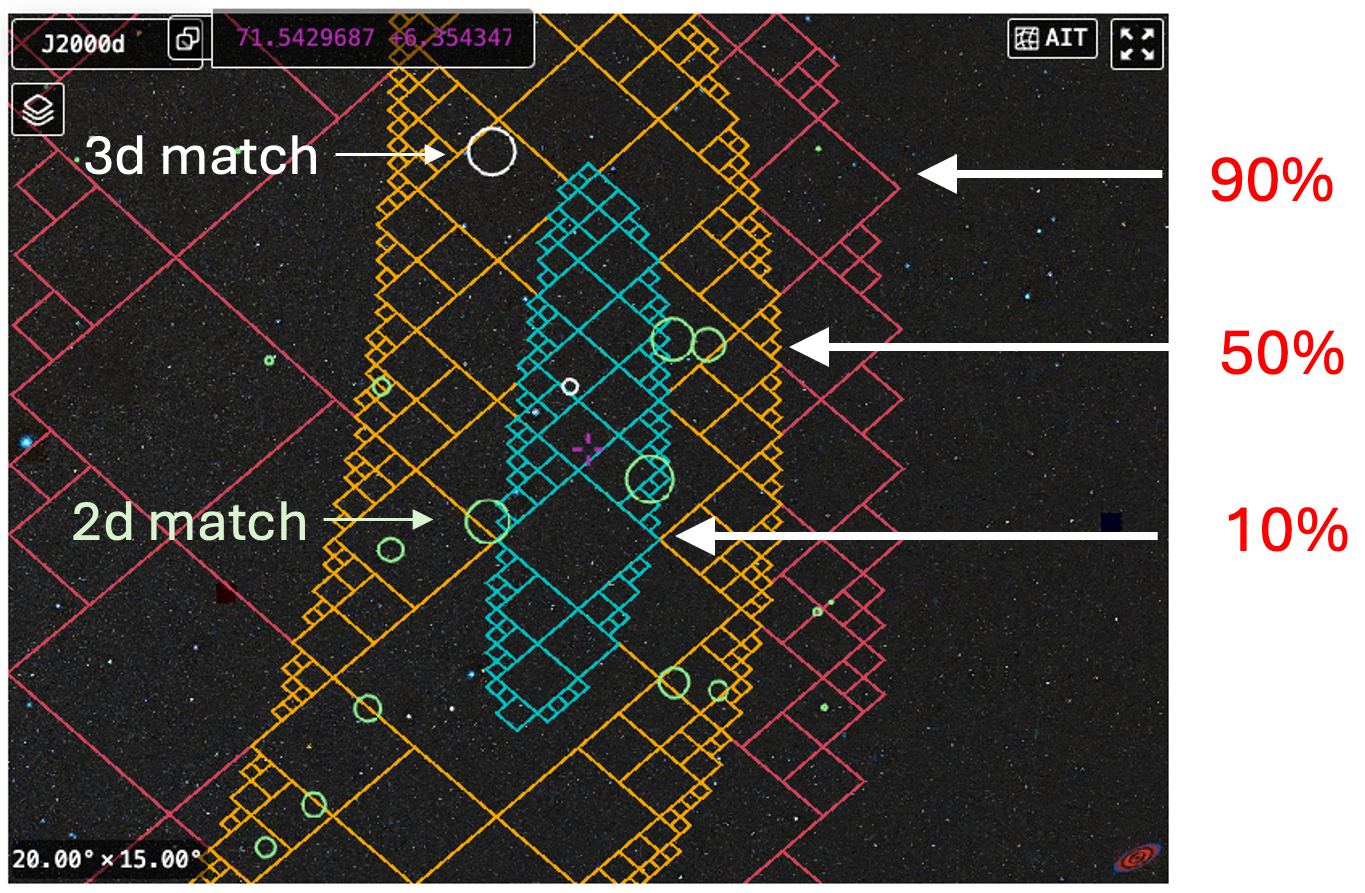 J2000d
71.5429687 +6.354347
AIT
3d match
90%
50%
2d match
10%
20.00°×15.00°